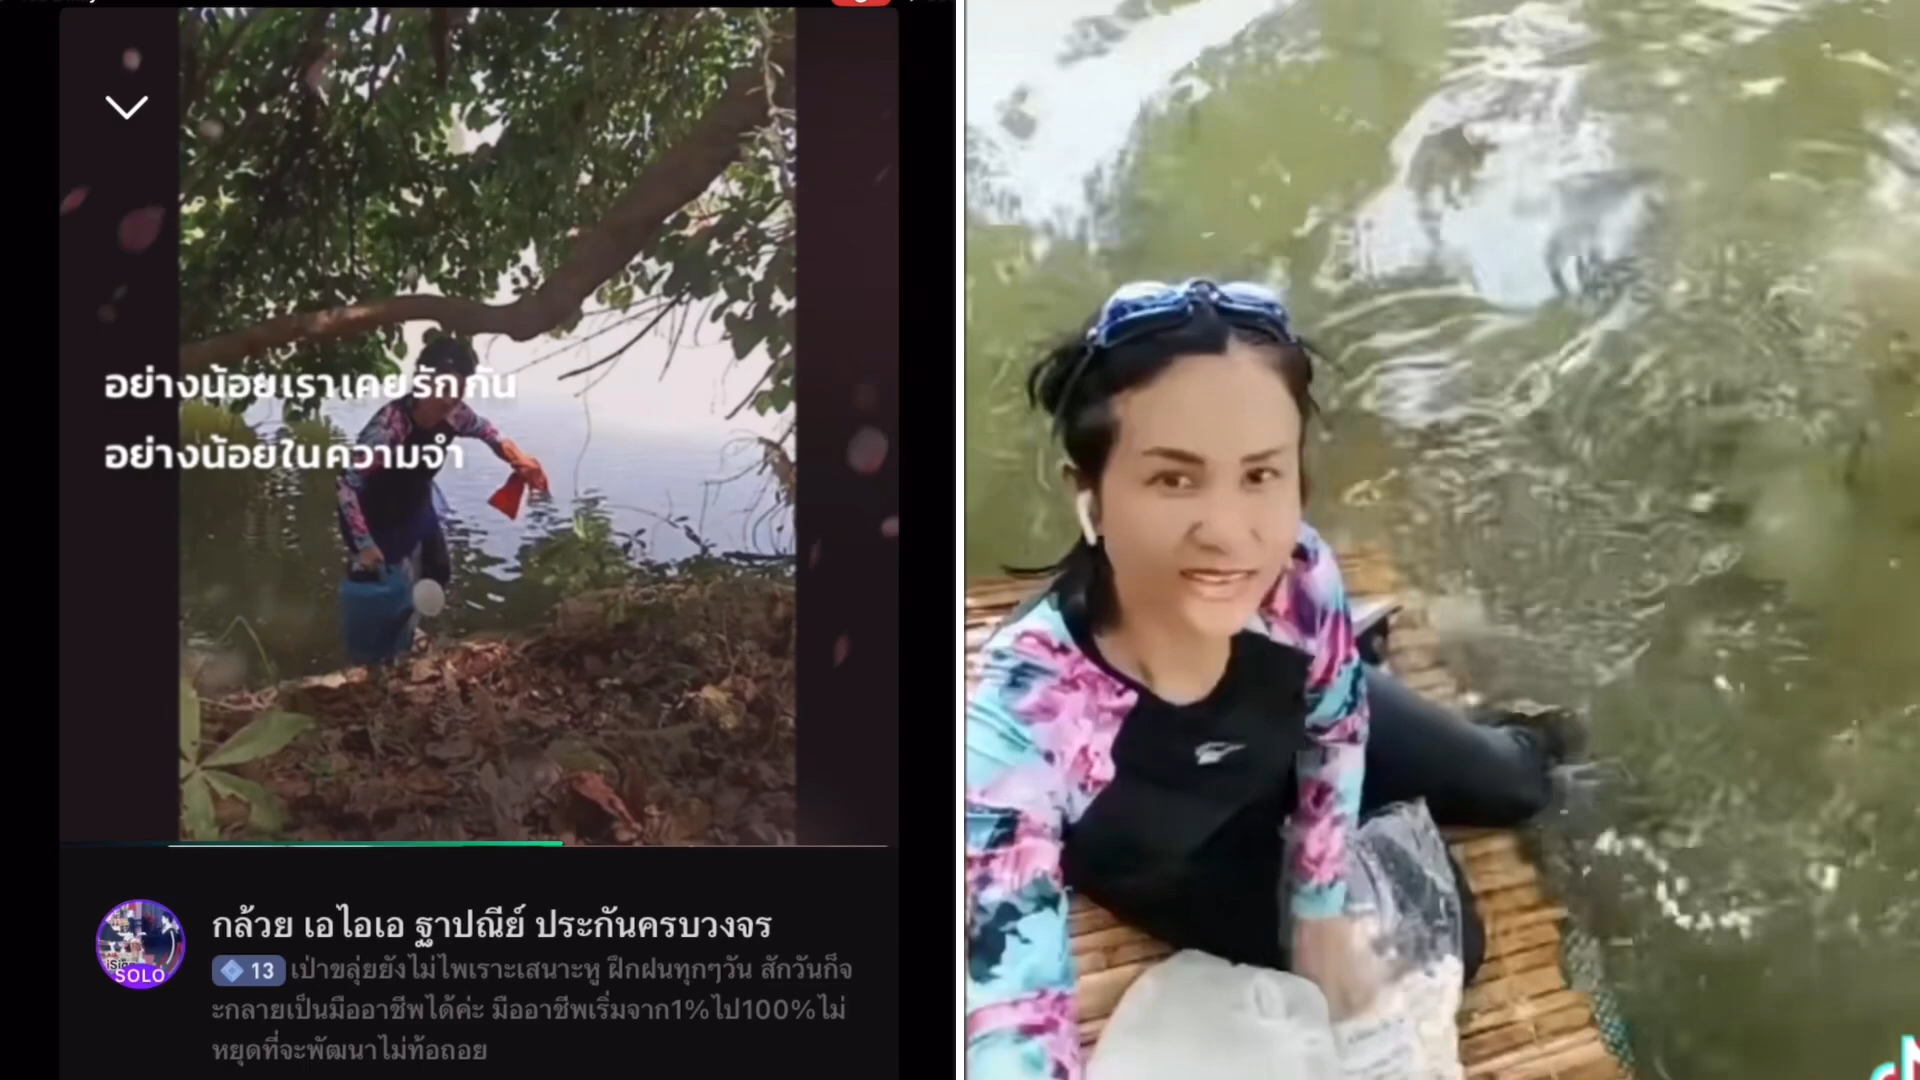 อย่างน้อยเราเคยรักกัน
อย่างน้อยในความจำ
กล้วย เอไอเอ ฐาปณีย์ ประกันครบวงจร
SOLO
13 เป่าขลุ่ยยังไม่ไพเราะเสนาะหู ฝึกฝนทุกๆวัน สักวันก็จ
ะกลายเป็นมืออาชีพได้ค่ะ มืออาชีพเริ่มจาก1%ไป100%ไม่
หยุดที่จะพัฒนาไม่ท้อถอย